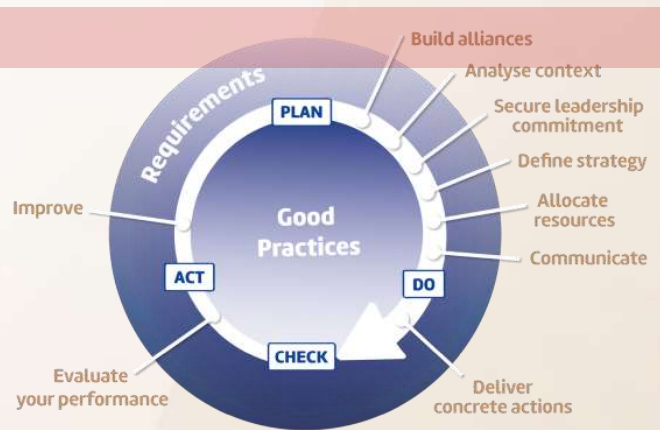 Requirements
PLAN
Build alliances
Analyse context
Secure leadership
commitment
Define strategy
Allocate
resources
Communicate
DO
Deliver
concrete actions
CHECK
Evaluate
your performance
ACT
Improve
Good
Practices